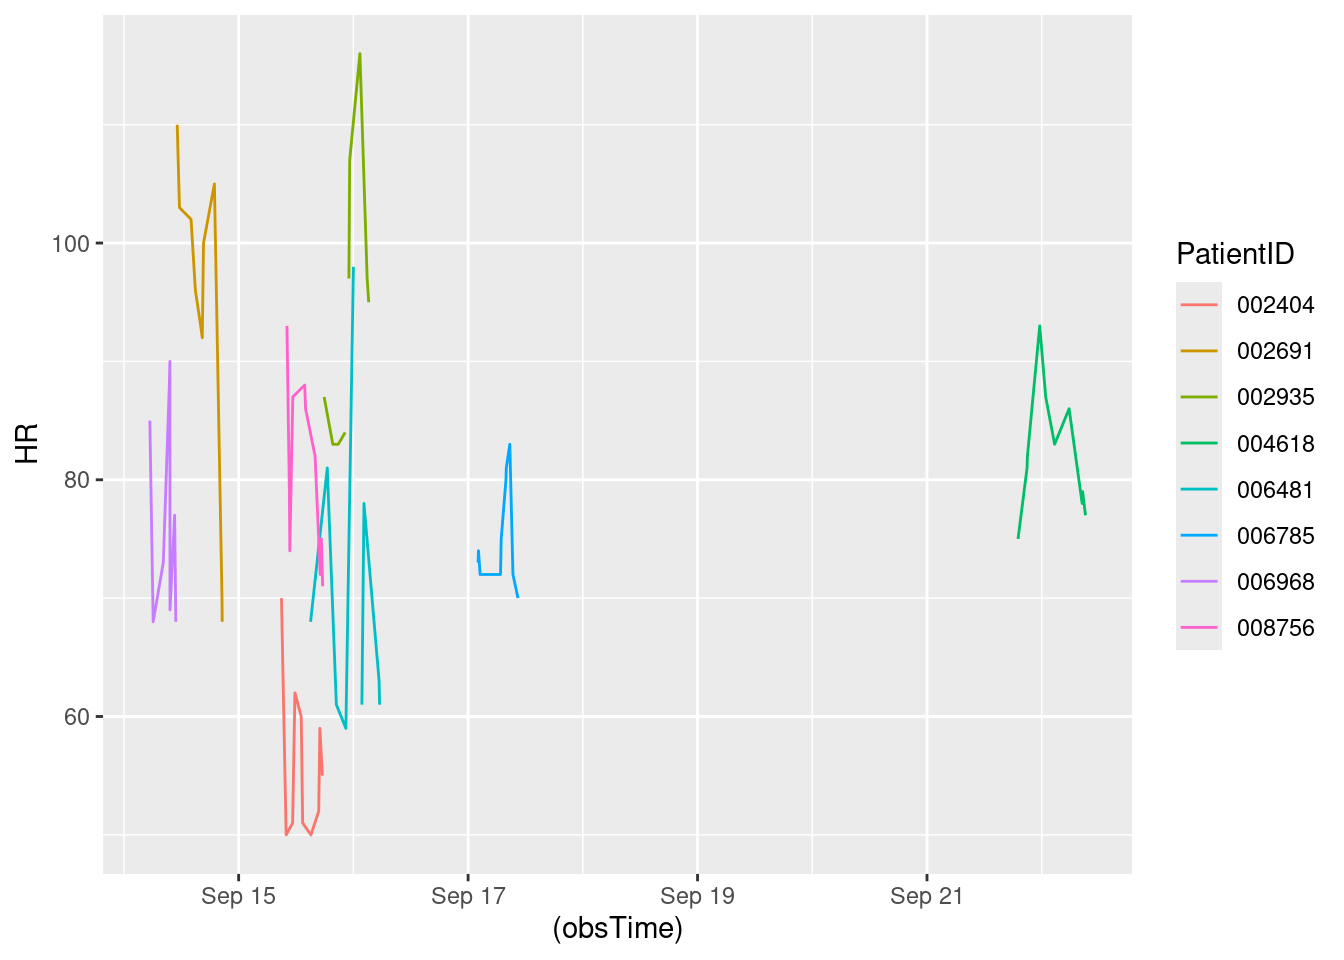 HR
100
80
60
Sep 15
Sep 17
Sep 19
Sep 21
(obsTime)
PatientID
002404
002691
002935
004618
006481
006785
006968
008756